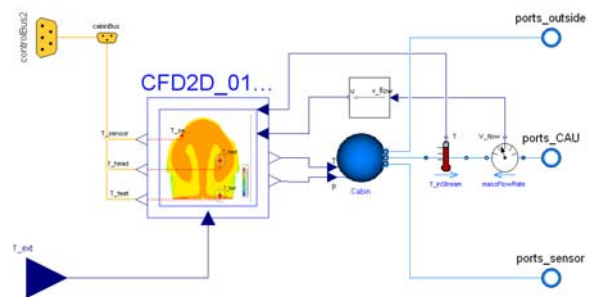 controlBus2
cabinBus
ports_outside
CFD2D_01...
u
v_flow
T_sensor
T_head
T_feet
T
V_flow
ports_CAU
T
p
Cabin
T_inStream
massFlowRate
T_ext
ports_sensor